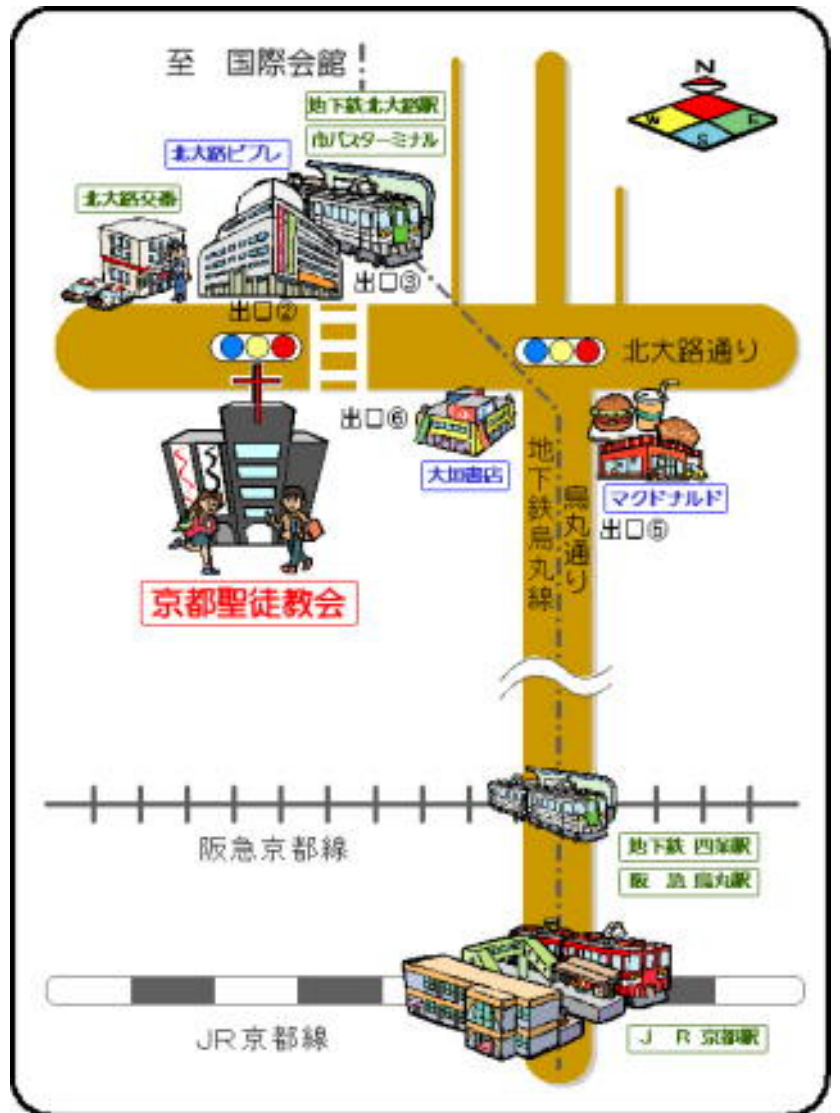 至 国際会館
N
地下鉄北大路駅
市バスターミナル
北大路ビブレ
W
E
S
北大路交番
出口③
出口②
北大路通り
出口⑥
大垣書店
マクドナルド
出口⑤
地下鉄烏丸線
烏丸通り
京都聖徒教会
阪急京都線
地下鉄 四条駅
阪 急 烏丸駅
JR京都線
J R 京都駅